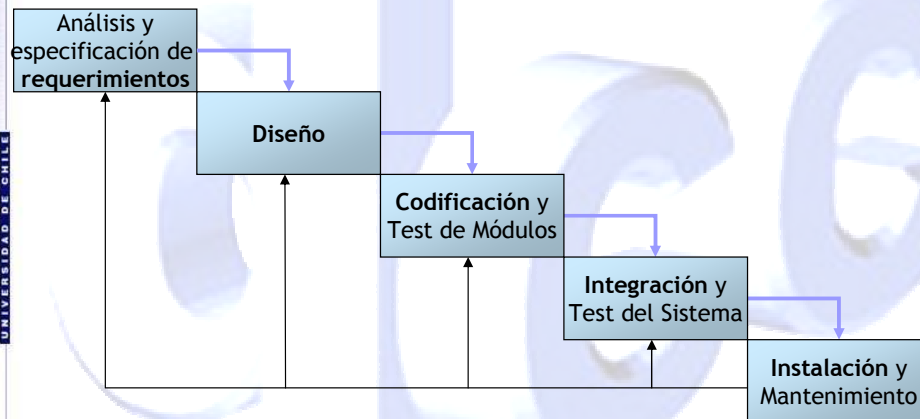 Análisis y
especificación de
requerimientos
Diseño
Codificación y
Test de Módulos
Integración y
Test del Sistema
Instalación y
Mantenimiento
UNIVERSIDAD DE CHILE